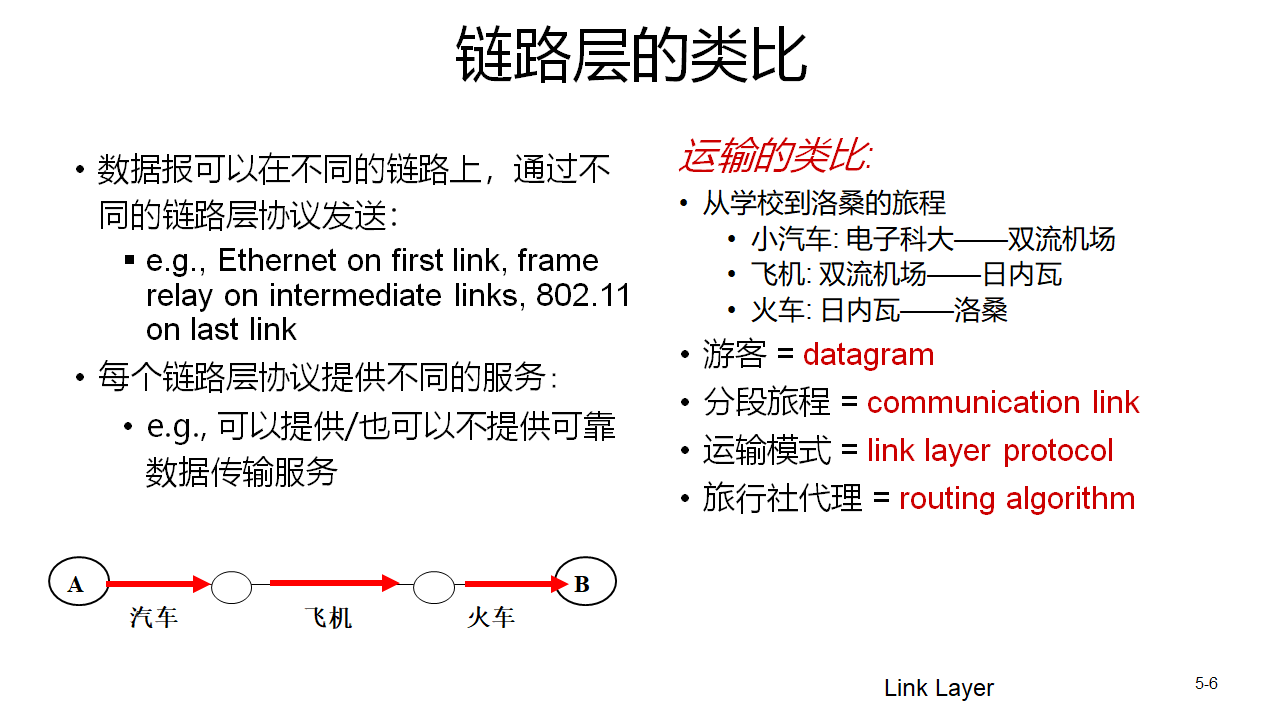 链路层的类比
• 数据报可以在不同的链路上，通过不
同的链路层协议发送：
▪ e.g., Ethernet on first link, frame
relay on intermediate links, 802.11
on last link
• 每个链路层协议提供不同的服务：
• e.g., 可以提供/也可以不提供可靠
数据传输服务
运输的类比:
• 从学校到洛桑的旅程
• 小汽车: 电子科大——双流机场
• 飞机: 双流机场——日内瓦
• 火车: 日内瓦——洛桑
• 游客 = datagram
• 分段旅程 = communication link
• 运输模式 = link layer protocol
• 旅行社代理 = routing algorithm
A B
汽车 飞机 火车
Link Layer 5-6